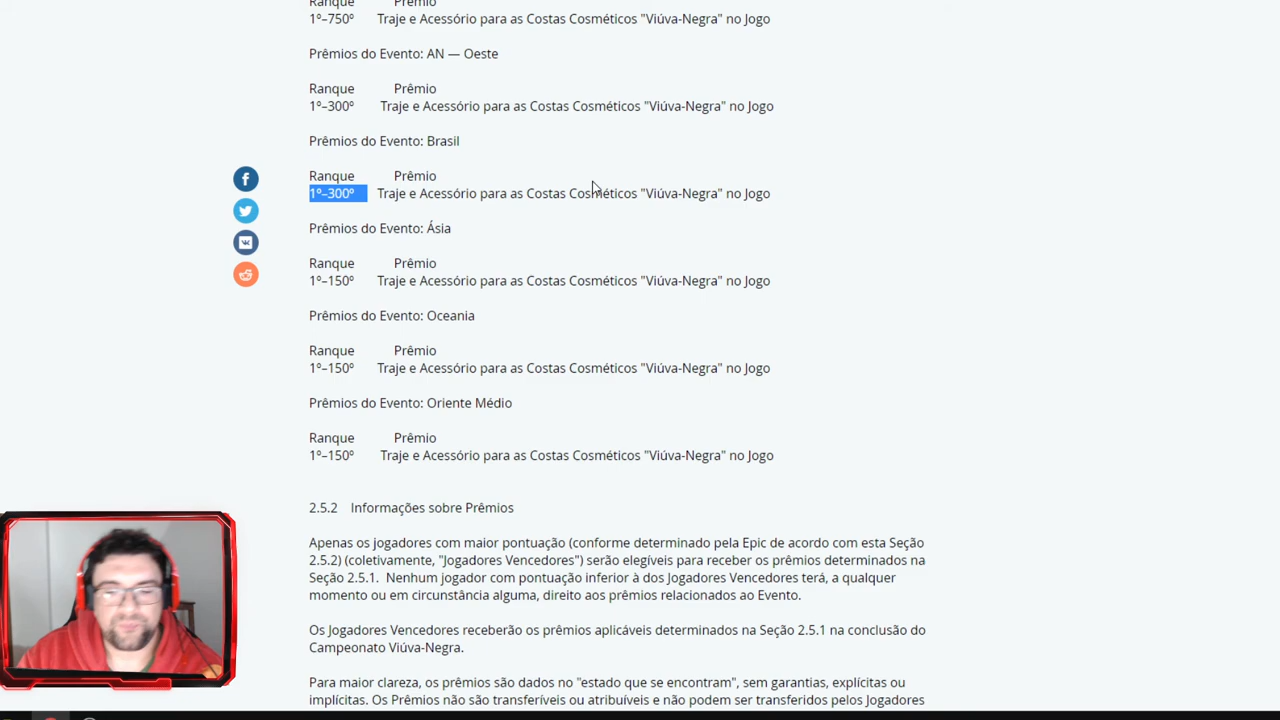 Ranque Prêmio
1º–750º Traje e Acessório para as Costas Cosméticos "Viúva-Negra" no Jogo
Prêmios do Evento: AN — Oeste
Ranque Prêmio
1º–300º Traje e Acessório para as Costas Cosméticos "Viúva-Negra" no Jogo
Prêmios do Evento: Brasil
Ranque Prêmio
1º–300º Traje e Acessório para as Costas Cosméticos "Viúva-Negra" no Jogo
Prêmios do Evento: Ásia
Ranque Prêmio
1º–150º Traje e Acessório para as Costas Cosméticos "Viúva-Negra" no Jogo
Prêmios do Evento: Oceania
Ranque Prêmio
1º–150º Traje e Acessório para as Costas Cosméticos "Viúva-Negra" no Jogo
Prêmios do Evento: Oriente Médio
Ranque Prêmio
1º–150º Traje e Acessório para as Costas Cosméticos "Viúva-Negra" no Jogo
2.5.2 Informações sobre Prêmios
Apenas os jogadores com maior pontuação (conforme determinado pela Epic de acordo com esta Seção
2.5.2) (coletivamente, "Jogadores Vencedores") serão elegíveis para receber os prêmios determinados na
Seção 2.5.1. Nenhum jogador com pontuação inferior à dos Jogadores Vencedores terá, a qualquer
momento ou em circunstância alguma, direito aos prêmios relacionados ao Evento.
Os Jogadores Vencedores receberão os prêmios aplicáveis determinados na Seção 2.5.1 na conclusão do
Campeonato Viúva-Negra.
Para maior clareza, os prêmios são dados no "estado que se encontram", sem garantias, explícitas ou
implícitas. Os Prêmios não são transferíveis ou atribuíveis e não podem ser transferidos pelos Jogadores